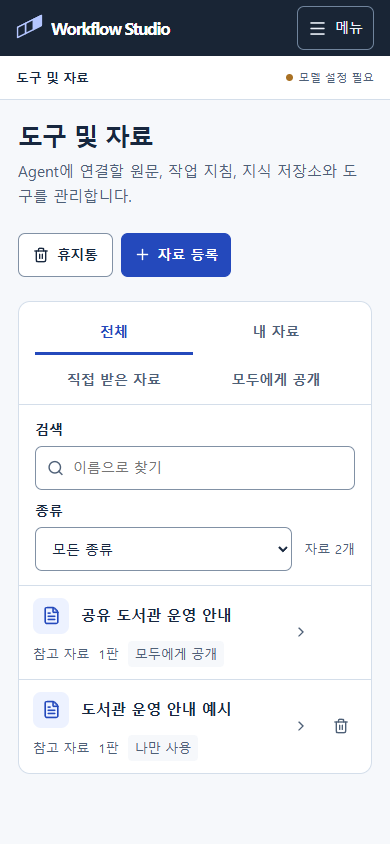 Workflow Studio
메뉴
도구 및 자료
모델 설정 필요
도구 및 자료
Agent에 연결할 원문, 작업 지침, 지식 저장소와 도
구를 관리합니다.
휴지통
자료 등록
전체
내 자료
직접 받은 자료
모두에게 공개
검색
이름으로 찾기
종류
모든 종류
자료 2개
공유 도서관 운영 안내
참고 자료 1판 모두에게 공개
도서관 운영 안내 예시
참고 자료 1판 나만 사용